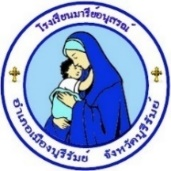 โรงเรียนมารีย์อนุสรณ์
อำเภอเมืองบุรีรัมย์
จังหวัดบุรีรัมย์